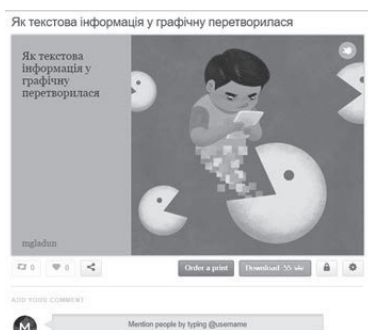 Як текстова інформація у графічну перетворилася
Як текстова
інформація у
графічну
перетворилася
mgladun
0
0
Order a print
Download
ADD YOUR COMMENT
M
Mention people by typing @username